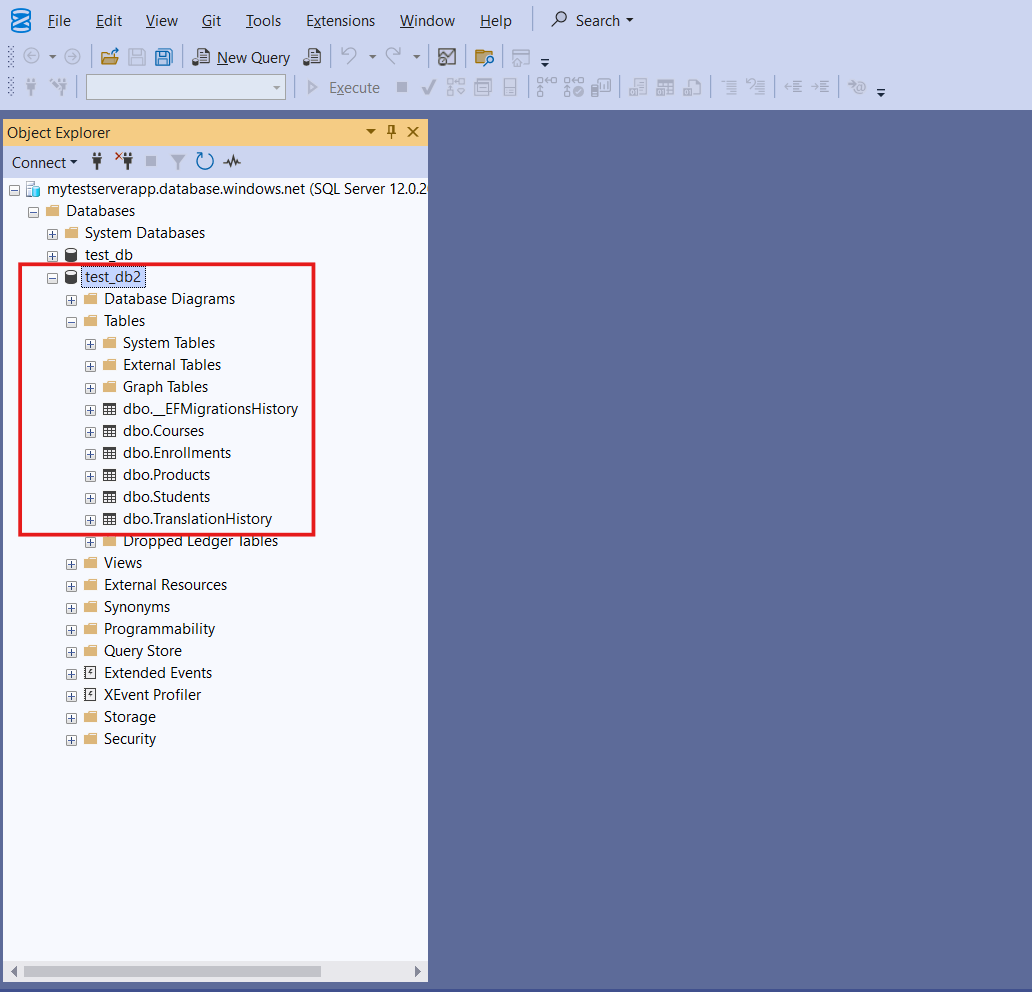 File Edit View Git Tools Extensions Window Help Search
New Query
Execute
Object Explorer
Connect
mytestserverapp.database.windows.net (SQL Server 12.0.2
Databases
System Databases
test_db
test_db2
Database Diagrams
Tables
System Tables
External Tables
Graph Tables
dbo.__EFMigrationsHistory
dbo.Courses
dbo.Enrollments
dbo.Products
dbo.Students
dbo.TranslationHistory
Dropped Ledger Tables
Views
External Resources
Synonyms
Programmability
Query Store
Extended Events
XEvent Profiler
Storage
Security